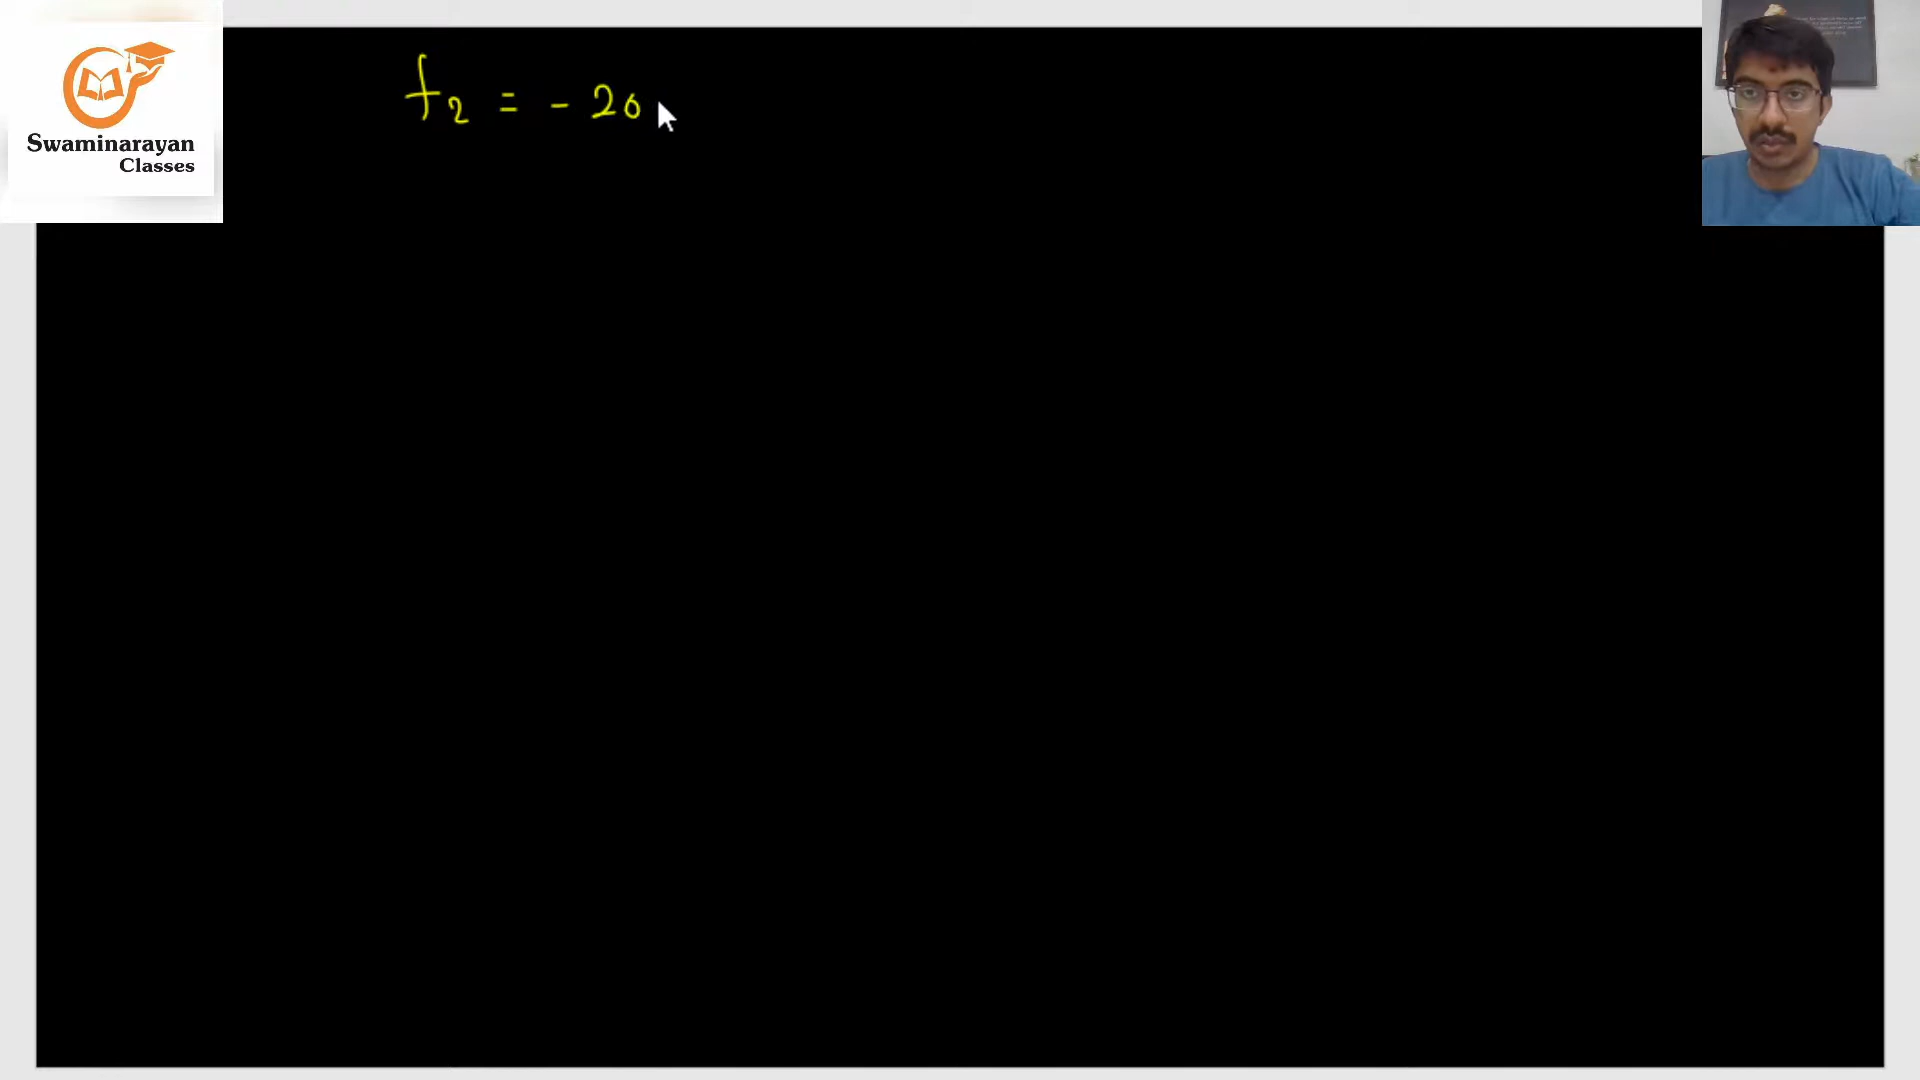 Swaminarayan
Classes
f₂ = - 20